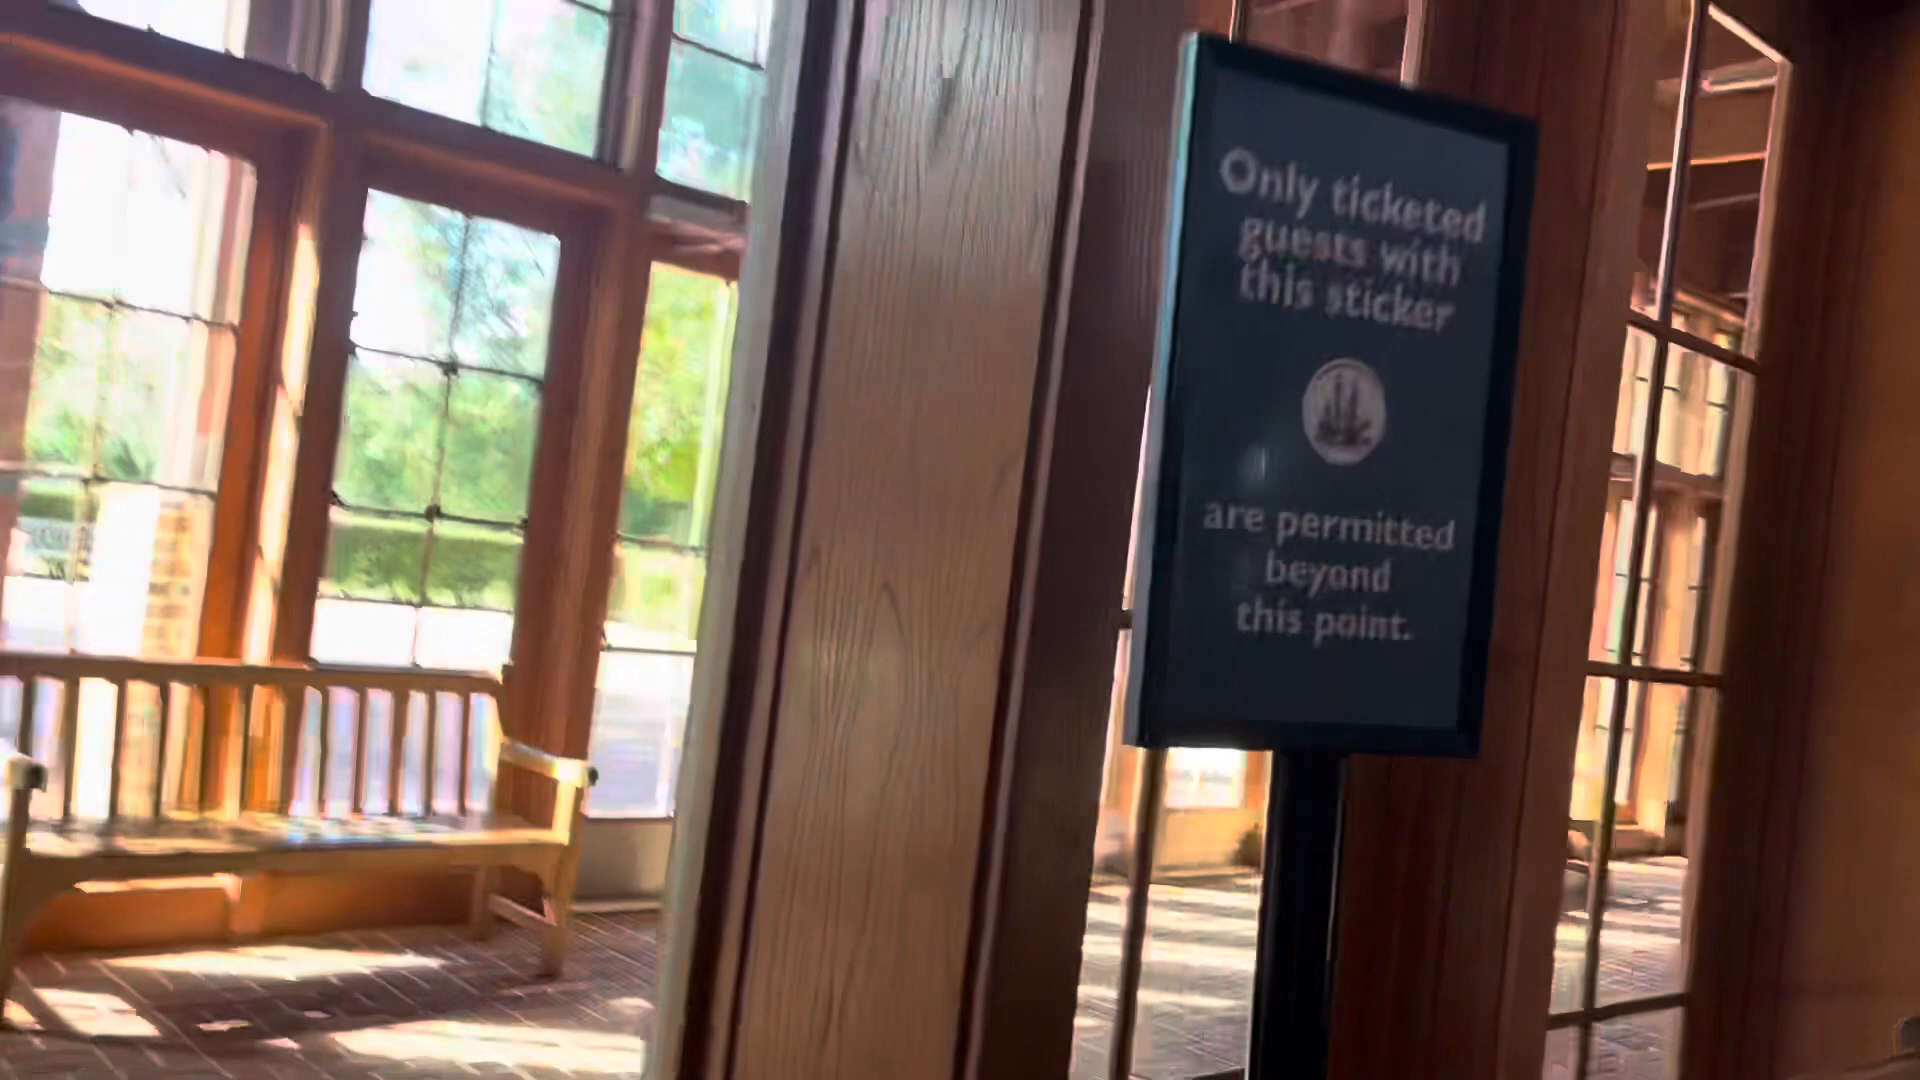 Only ticketed
guests with
this sticker
are permitted
beyond
this point.